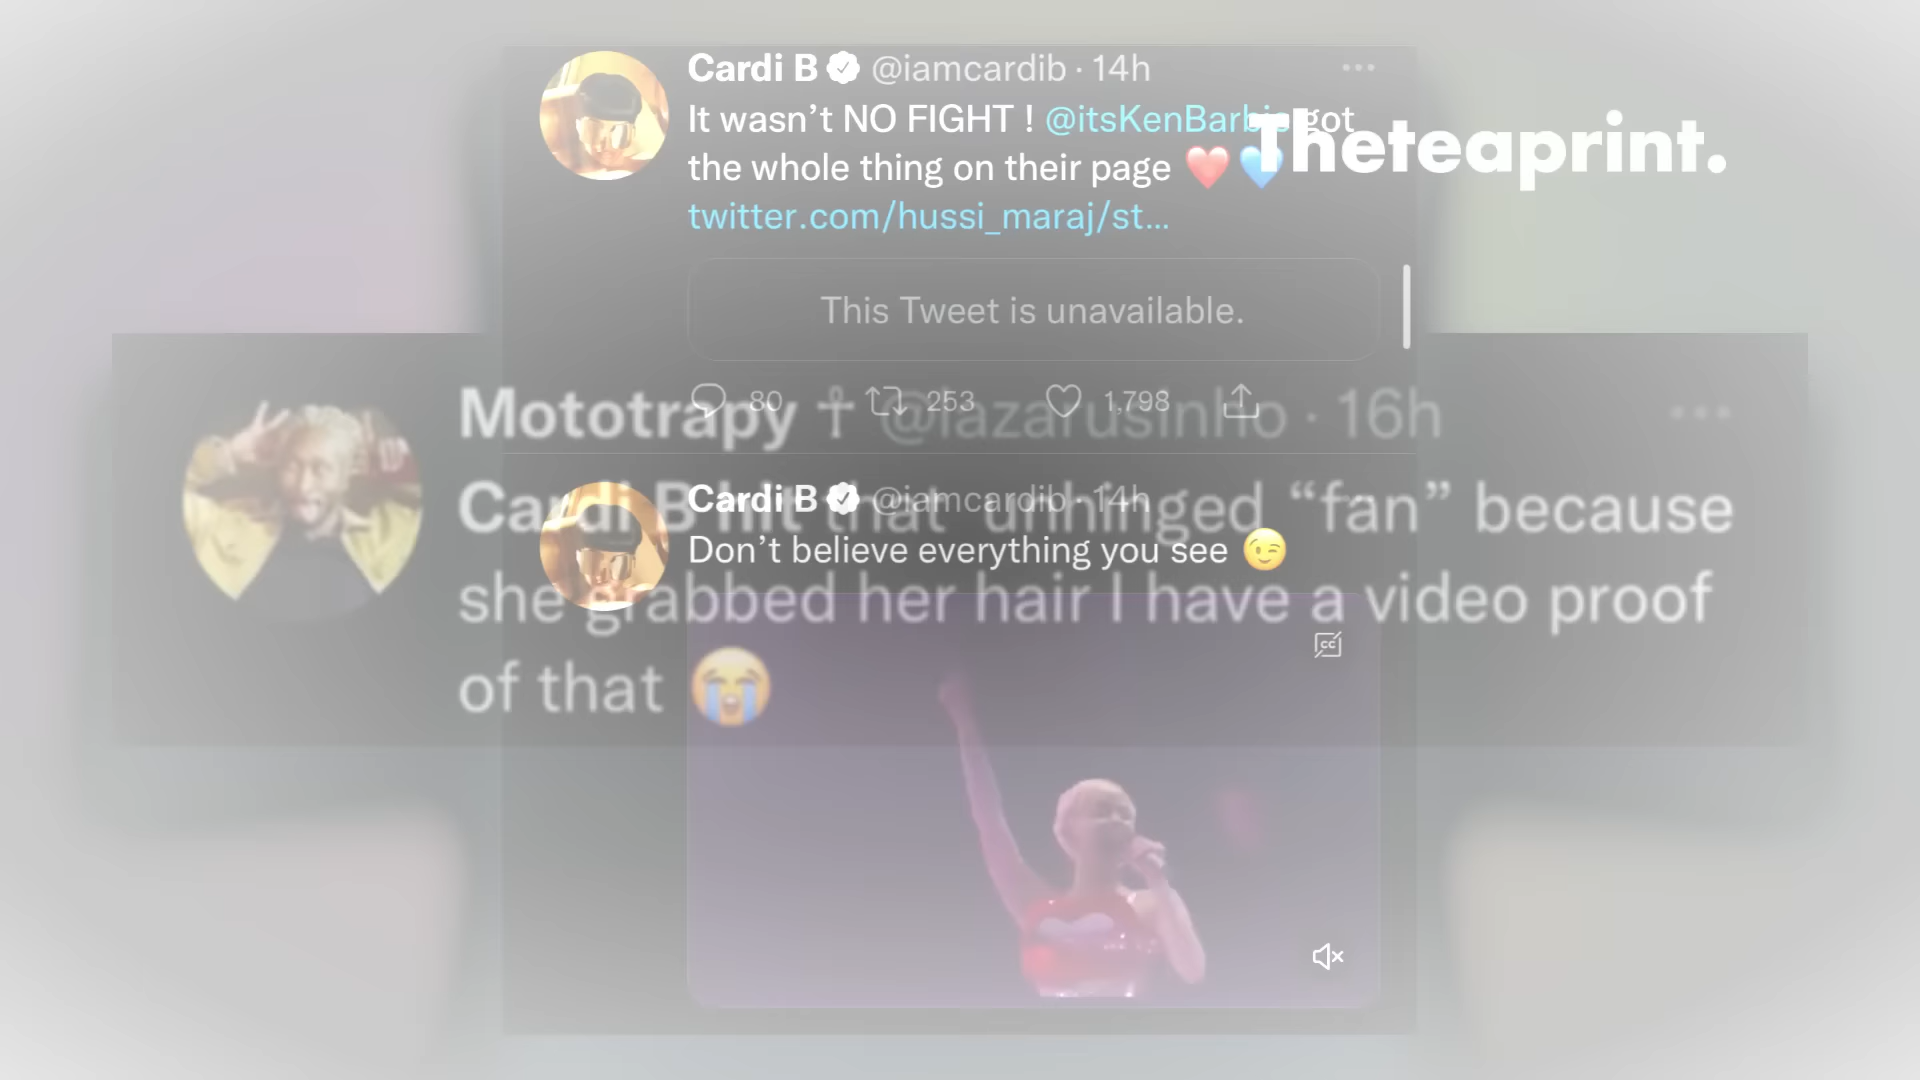 Cardi B @iamcardib · 14h
It wasn’t NO FIGHT ! @itsKenBarbie got
the whole thing on their page ❤️ 💙
twitter.com/hussi_maraj/st...
Theteaprint.
This Tweet is unavailable.
80 253 1,798
Mototrapy ☥ @lazarusinho · 16h
Cardi B hit that unhinged “fan” because
she grabbed her hair I have a video proof
of that 😭
Cardi B @iamcardib · 14h
Don’t believe everything you see 😉
CC